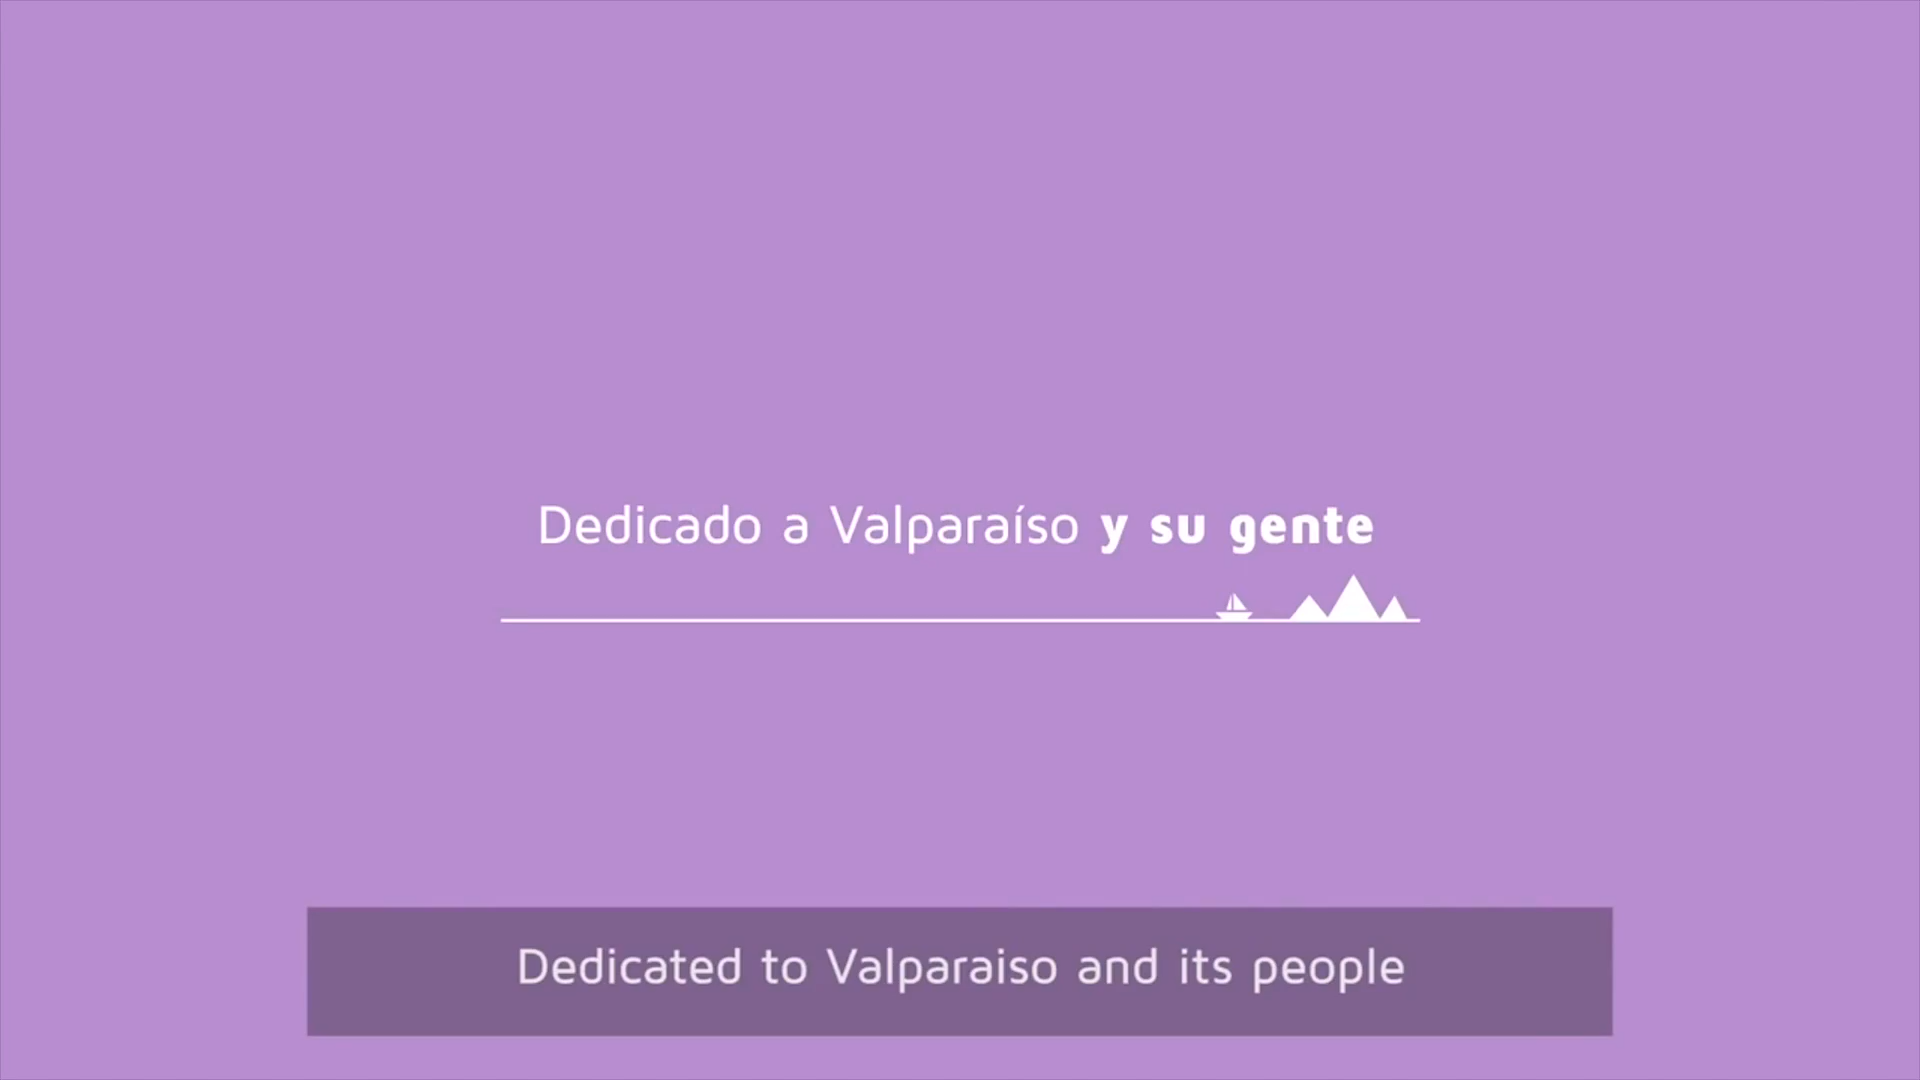 Dedicado a Valparaíso y su gente
Dedicated to Valparaiso and its people